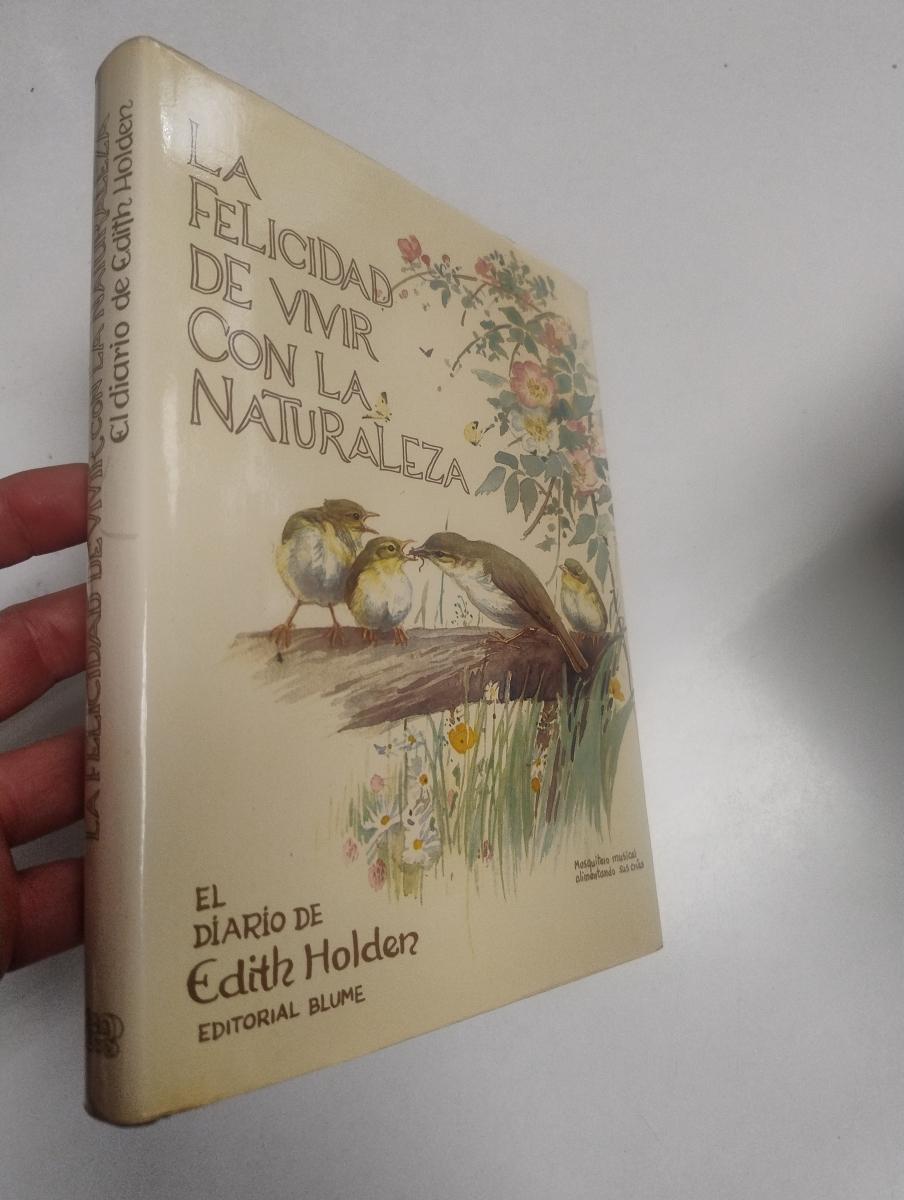 LA FELICIDAD DE VIVIR CON LA NATURALEZA
El diario de Edith Holden
LA
FELICIDAD
DE VIVIR
CON LA
NATURALEZA
Mosquitero musical
alimentando sus crías
EL
DIARIO DE
Edith Holden
EDITORIAL BLUME